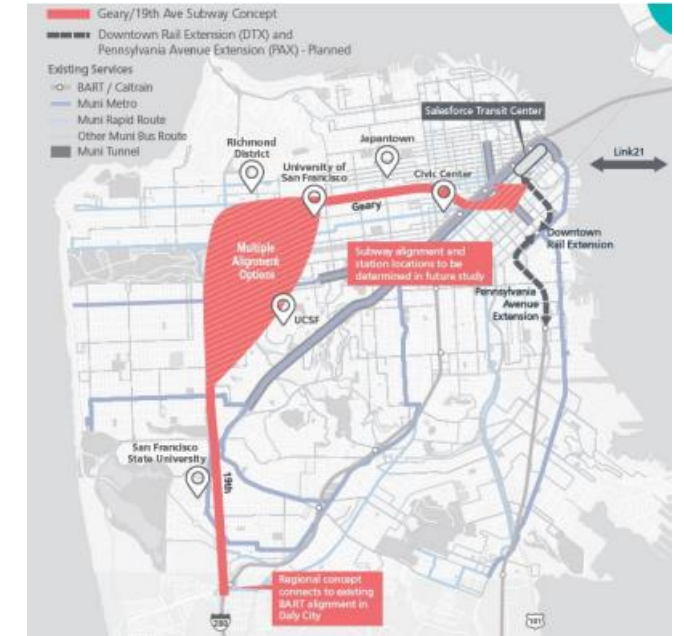 Geary/19th Ave Subway Concept
Downtown Rail Extension (DTX) and
Pennsylvania Avenue Extension (PAX) - Planned
Existing Services
BART / Caltrain
Muni Metro
Muni Rapid Route
Other Muni Bus Route
Muni Tunnel
Salesforce Transit Center
Link21
Richmond
District
Japantown
University of
San Francisco
Civic Center
Geary
Multiple
Alignment
Options
Subway alignment and
station locations to be
determined in future study
Downtown
Rail Extension
Pennsylvania
Avenue
Extension
UCSF
San Francisco
State University
19th
Regional concept
connects to existing
BART alignment in
Daly City
280
101